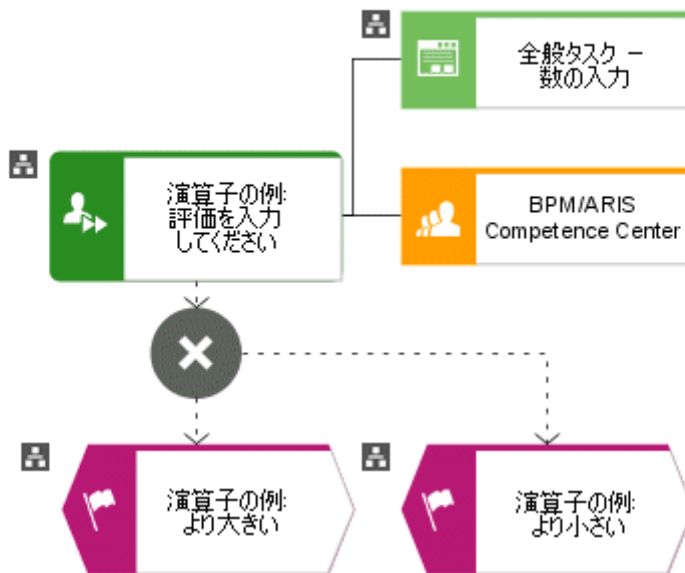 全般タスク －
数の入力
演算子の例:
評価を入力
してください
BPM/ARIS
Competence Center
演算子の例:
より大きい
演算子の例:
より小さい